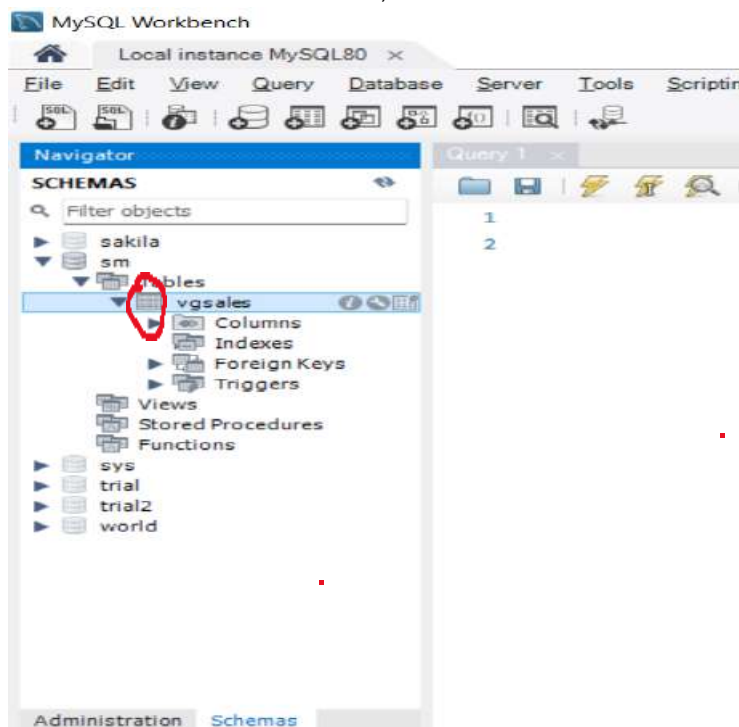 MySQL Workbench
Local instance MySQL80 ×
File Edit View Query Database Server Tools Scriptin
Navigator
Query 1 ×
SCHEMAS
Filter objects
1
2
sakila
sm
Tables
vgsales
Columns
Indexes
Foreign Keys
Triggers
Views
Stored Procedures
Functions
sys
trial
trial2
world
Administration Schemas